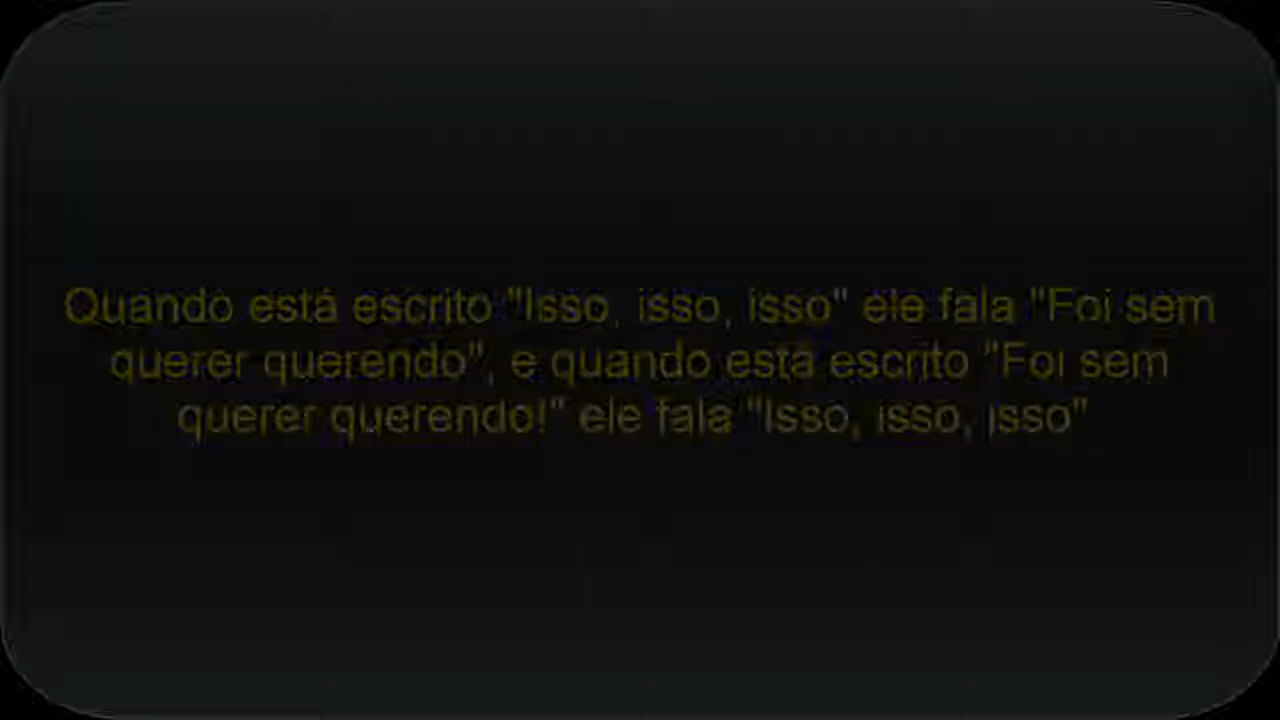 Quando está escrito "Isso, isso, isso" ele fala "Foi sem
querer querendo", e quando está escrito "Foi sem
querer querendo!" ele fala "Isso, isso, isso"